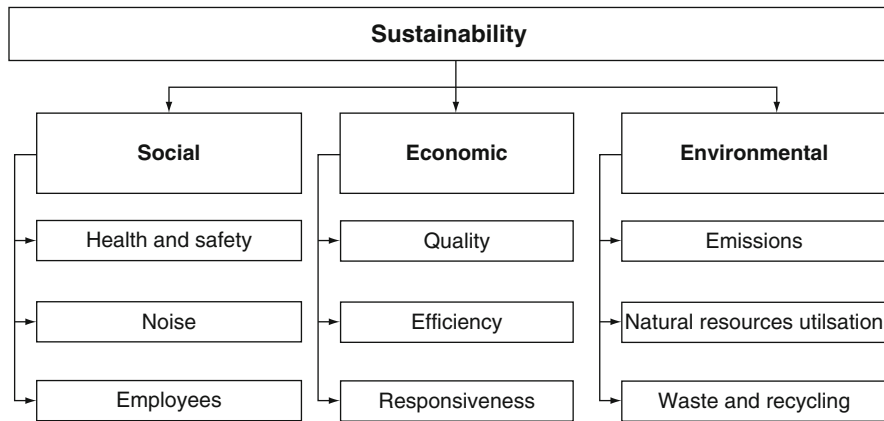 Sustainability
Social
Economic
Environmental
Health and safety
Quality
Emissions
Noise
Efficiency
Natural resources utilsation
Employees
Responsiveness
Waste and recycling